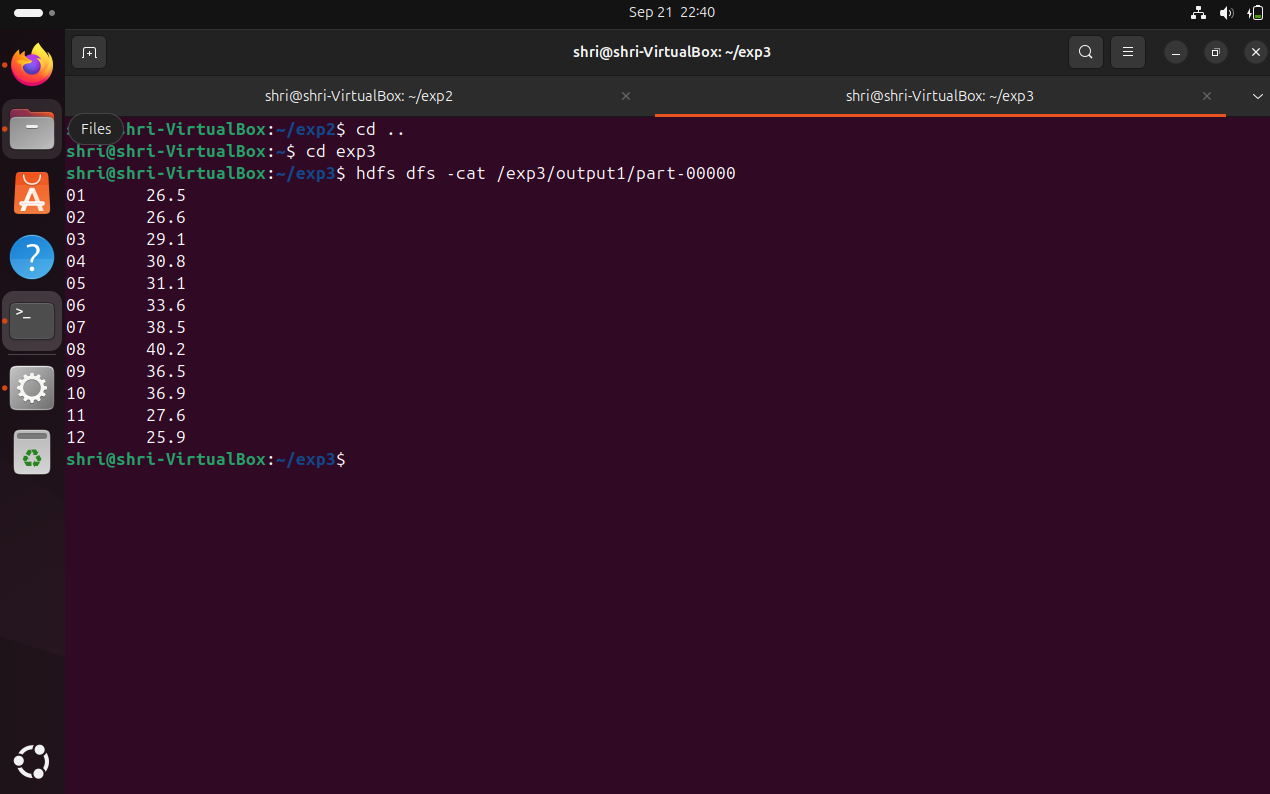 Sep 21 22:40
shri@shri-VirtualBox: ~/exp3
shri@shri-VirtualBox: ~/exp2
shri@shri-VirtualBox: ~/exp3
Files
hri-VirtualBox:~/exp2$ cd ..
shri@shri-VirtualBox:~$ cd exp3
shri@shri-VirtualBox:~/exp3$ hdfs dfs -cat /exp3/output1/part-00000
01 26.5
02 26.6
03 29.1
04 30.8
05 31.1
06 33.6
07 38.5
08 40.2
09 36.5
10 36.9
11 27.6
12 25.9
shri@shri-VirtualBox:~/exp3$